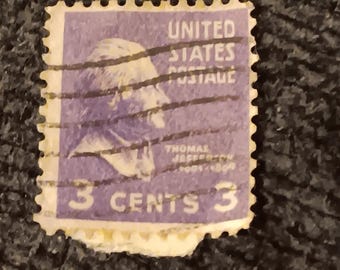 UNITED
STATES
POSTAGE
THOMAS
JEFFERSON
3 CENTS 3